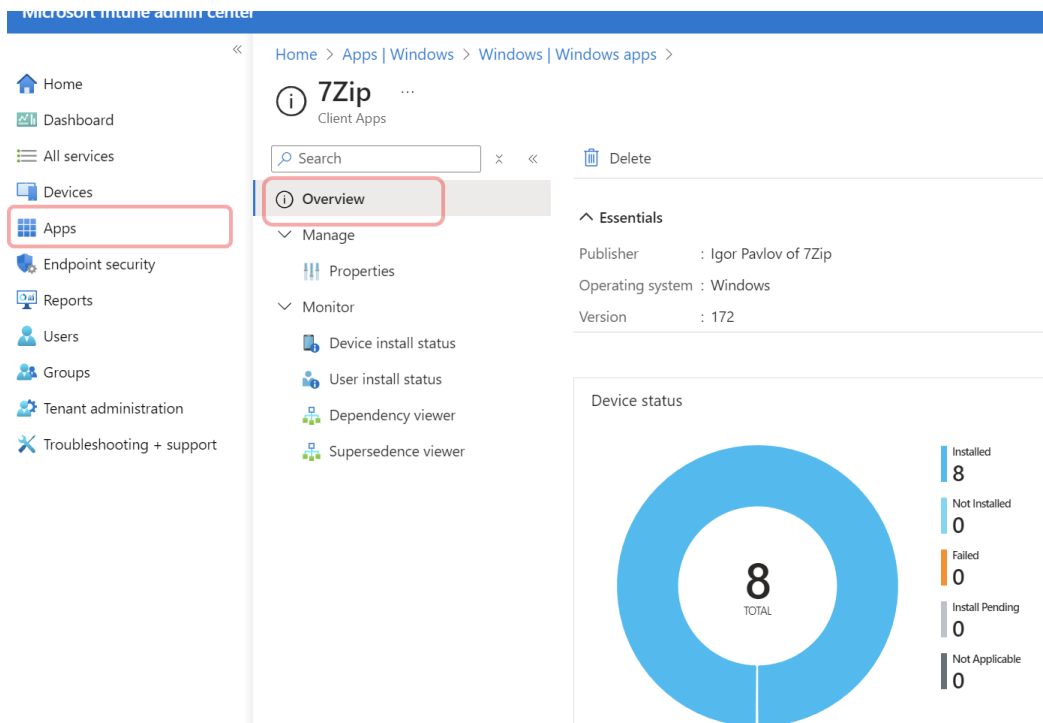 Microsoft Intune admin center
«
Home > Apps | Windows > Windows | Windows apps >
Home
Dashboard
All services
Devices
Apps
Endpoint security
Reports
Users
Groups
Tenant administration
Troubleshooting + support
7Zip ...
Client Apps
Search
«
Overview
Manage
Properties
Monitor
Device install status
User install status
Dependency viewer
Supersedence viewer
Delete
Essentials
Publisher : Igor Pavlov of 7Zip
Operating system : Windows
Version : 172
Device status
8
TOTAL
Installed
8
Not Installed
0
Failed
0
Install Pending
0
Not Applicable
0